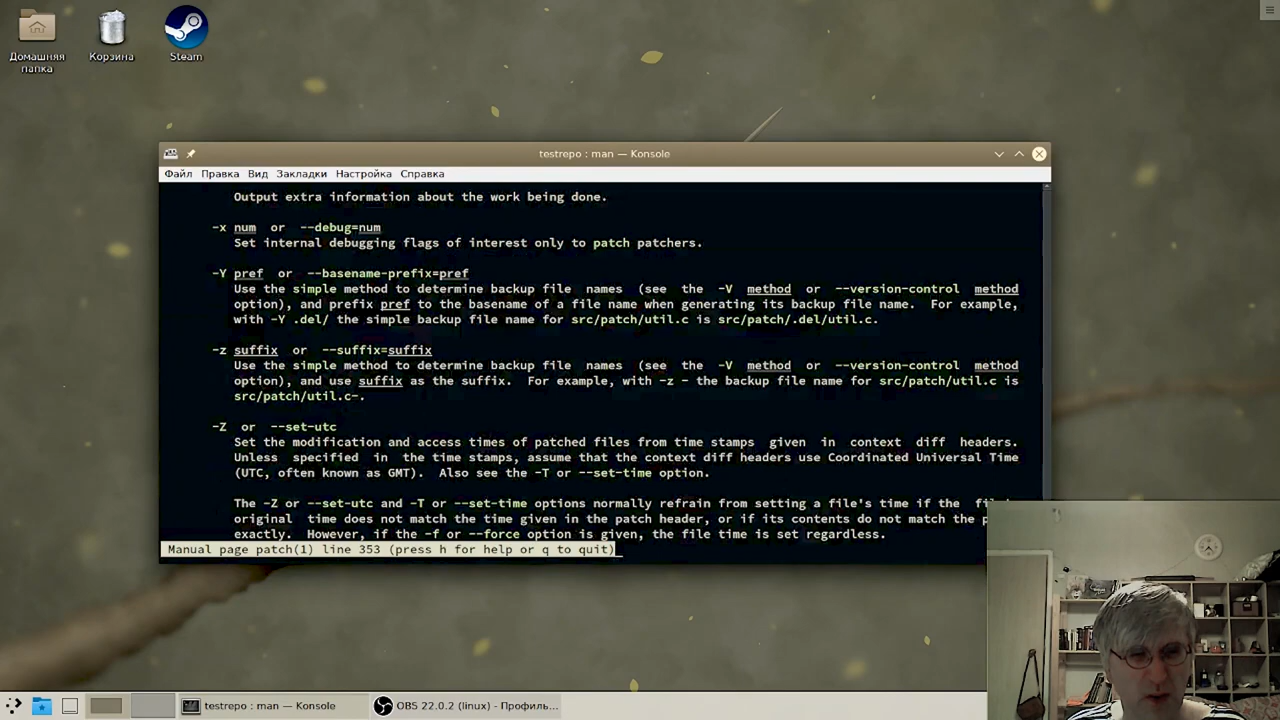 Домашняя
папка
Корзина
Steam
testrepo : man — Konsole
Файл Правка Вид Закладки Настройка Справка
Output extra information about the work being done.
-x num or --debug=num
Set internal debugging flags of interest only to patch patchers.
-Y pref or --basename-prefix=pref
Use the simple method to determine backup file names (see the -V method or --version-control method
option), and prefix pref to the basename of a file name when generating its backup file name. For example,
with -Y .del/ the simple backup file name for src/patch/util.c is src/patch/.del/util.c.
-z suffix or --suffix=suffix
Use the simple method to determine backup file names (see the -V method or --version-control method
option), and use suffix as the suffix. For example, with -z - the backup file name for src/patch/util.c is
src/patch/util.c-.
-Z or --set-utc
Set the modification and access times of patched files from time stamps given in context diff headers.
Unless specified in the time stamps, assume that the context diff headers use Coordinated Universal Time
(UTC, often known as GMT). Also see the -T or --set-time option.
The -Z or --set-utc and -T or --set-time options normally refrain from setting a file's time if the
original time does not match the time given in the patch header, or if its contents do not match the
exactly. However, if the -f or --force option is given, the file time is set regardless.
Manual page patch(1) line 353 (press h for help or q to quit)
testrepo : man — Konsole
OBS 22.0.2 (linux) - Профиль...